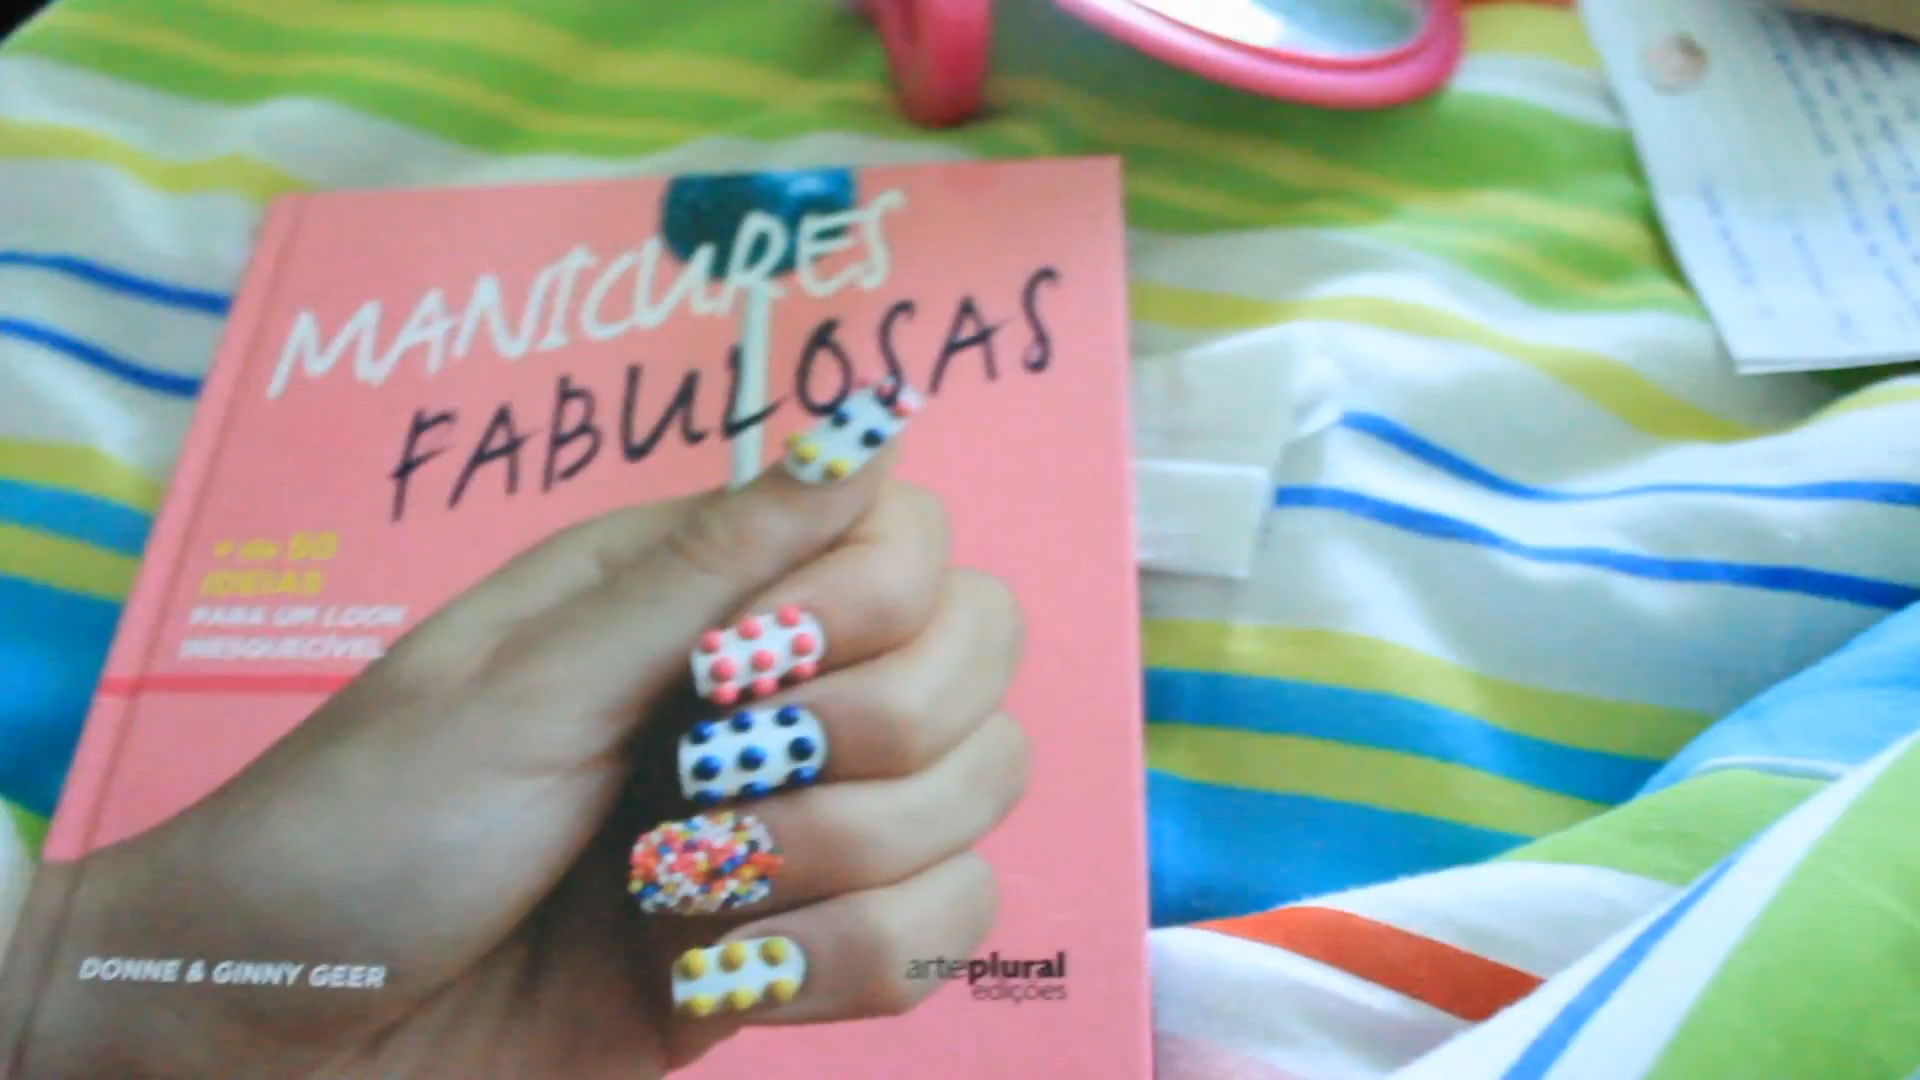 MANICURES
FABULOSAS
+ de 50
IDEIAS
PARA UM LOOK
INESQUECÍVEL
DONNE & GINNY GEER
arteplural
edições